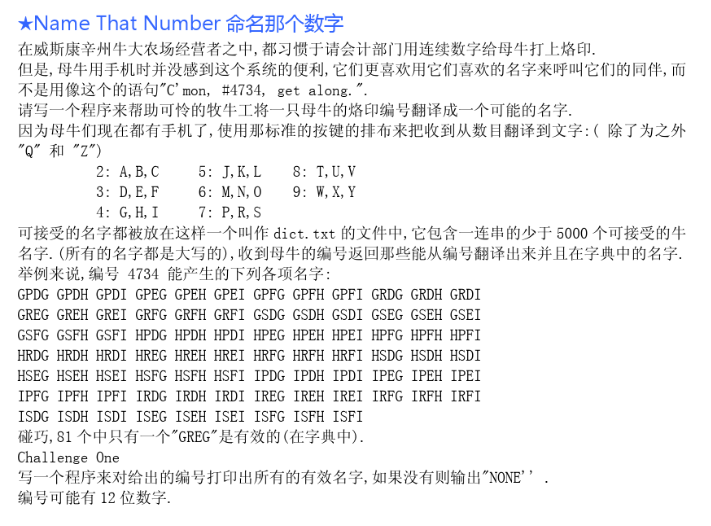 ★Name That Number 命名那个数字
在威斯康辛州牛大农场经营者之中,都习惯于请会计部门用连续数字给母牛打上烙印.
但是,母牛用手机时并没感到这个系统的便利,它们更喜欢用它们喜欢的名字来呼叫它们的同伴,而
不是用像这个的语句"C'mon, #4734, get along.".
请写一个程序来帮助可怜的牧牛工将一只母牛的烙印编号翻译成一个可能的名字.
因为母牛们现在都有手机了,使用那标准的按键的排布来把收到从数目翻译到文字:( 除了为之外
"Q" 和 "Z")
2: A,B,C 5: J,K,L 8: T,U,V
3: D,E,F 6: M,N,O 9: W,X,Y
4: G,H,I 7: P,R,S
可接受的名字都被放在这样一个叫作 dict.txt 的文件中,它包含一连串的少于 5000 个可接受的牛
名字.(所有的名字都是大写的),收到母牛的编号返回那些能从编号翻译出来并且在字典中的名字.
举例来说,编号 4734 能产生的下列各项名字:
GPDG GPDH GPDI GPEG GPEH GPEI GPFG GPFH GPFI GRDG GRDH GRDI
GREG GREH GREI GRFG GRFH GRFI GSDG GSDH GSDI GSEG GSEH GSEI
GSFG GSFH GSFI HPDG HPDH HPDI HPEG HPEH HPEI HPFG HPFH HPFI
HRDG HRDH HRDI HREG HREH HREI HRFG HRFH HRFI HSDG HSDH HSDI
HSEG HSEH HSEI HSFG HSFH HSFI IPDG IPDH IPDI IPEG IPEH IPEI
IPFG IPFH IPFI IRDG IRDH IRDI IREG IREH IREI IRFG IRFH IRFI
ISDG ISDH ISDI ISEG ISEH ISEI ISFG ISFH ISFI
碰巧,81 个中只有一个"GREG"是有效的(在字典中).
Challenge One
写一个程序来对给出的编号打印出所有的有效名字,如果没有则输出"NONE'' .
编号可能有 12 位数字.